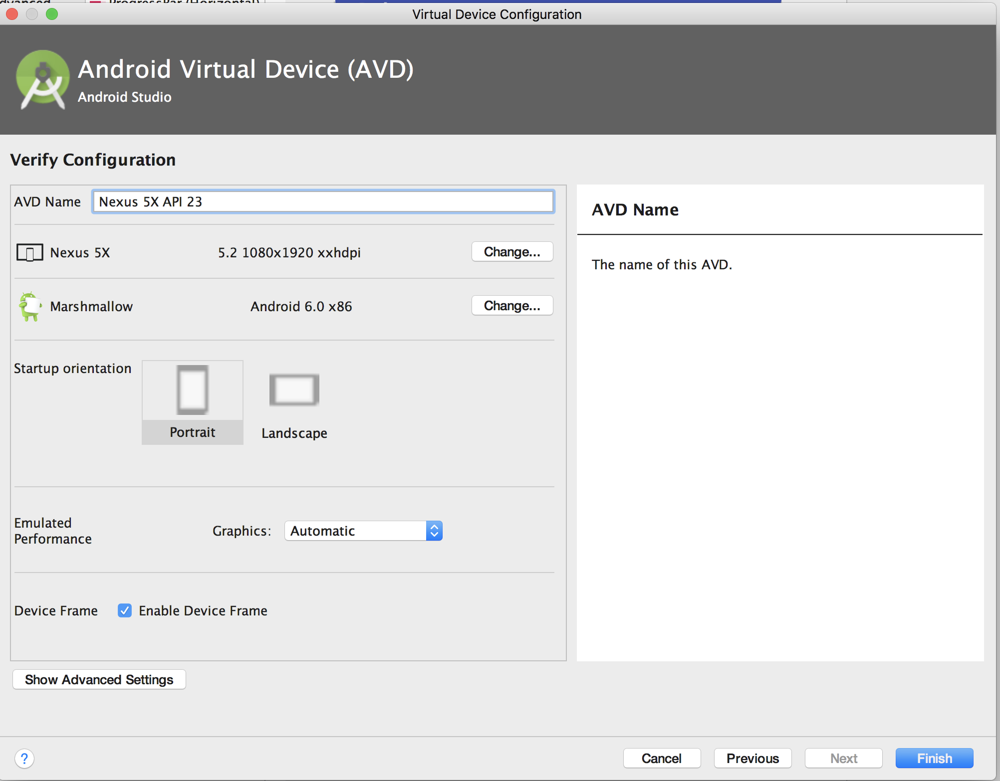 ProgressBar (Horizontal)
Virtual Device Configuration
Android Virtual Device (AVD)
Android Studio
Verify Configuration
AVD Name Nexus 5X API 23
Nexus 5X 5.2 1080x1920 xxhdpi Change...
Marshmallow Android 6.0 x86 Change...
Startup orientation
Portrait Landscape
Emulated
Performance
Graphics: Automatic
Device Frame Enable Device Frame
Show Advanced Settings
AVD Name
The name of this AVD.
? Cancel Previous Next Finish